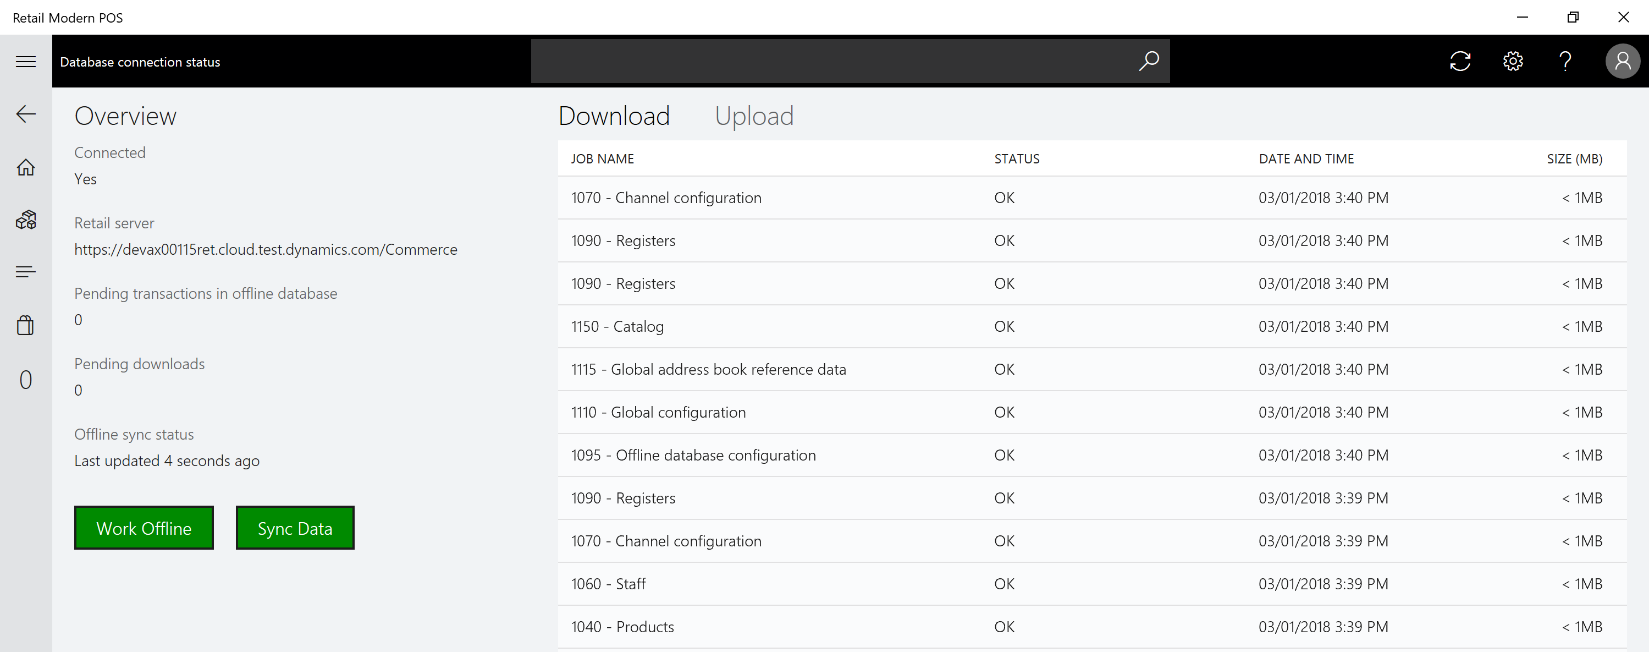 Retail Modern POS
Database connection status
?
Overview
Connected
Yes
Retail server
https://devax00115ret.cloud.test.dynamics.com/Commerce
Pending transactions in offline database
0
Pending downloads
0
Offline sync status
Last updated 4 seconds ago
Work Offline Sync Data
0
Download Upload
JOB NAME STATUS DATE AND TIME SIZE (MB)
1070 - Channel configuration OK 03/01/2018 3:40 PM < 1MB
1090 - Registers OK 03/01/2018 3:40 PM < 1MB
1090 - Registers OK 03/01/2018 3:40 PM < 1MB
1150 - Catalog OK 03/01/2018 3:40 PM < 1MB
1115 - Global address book reference data OK 03/01/2018 3:40 PM < 1MB
1110 - Global configuration OK 03/01/2018 3:40 PM < 1MB
1095 - Offline database configuration OK 03/01/2018 3:40 PM < 1MB
1090 - Registers OK 03/01/2018 3:39 PM < 1MB
1070 - Channel configuration OK 03/01/2018 3:39 PM < 1MB
1060 - Staff OK 03/01/2018 3:39 PM < 1MB
1040 - Products OK 03/01/2018 3:39 PM < 1MB